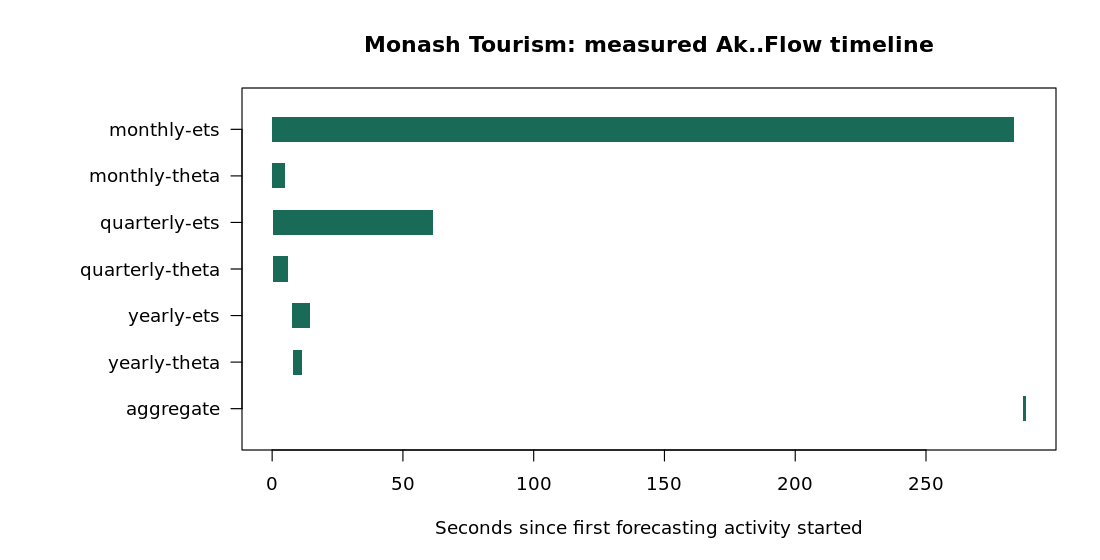 Monash Tourism: measured Ak..Flow timeline
monthly-ets
monthly-theta
quarterly-ets
quarterly-theta
yearly-ets
yearly-theta
aggregate
0 50 100 150 200 250
Seconds since first forecasting activity started